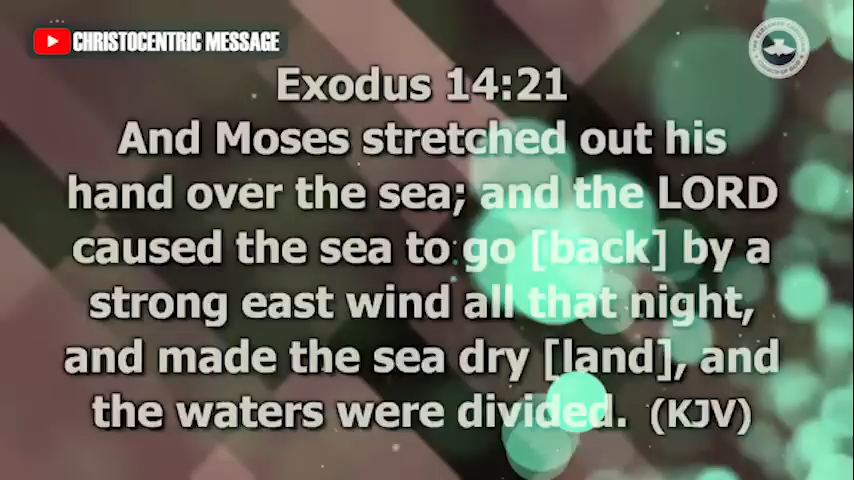 CHRISTOCENTRIC MESSAGE
Exodus 14:21
And Moses stretched out his
hand over the sea; and the LORD
caused the sea to go [back] by a
strong east wind all that night,
and made the sea dry [land], and
the waters were divided. (KJV)